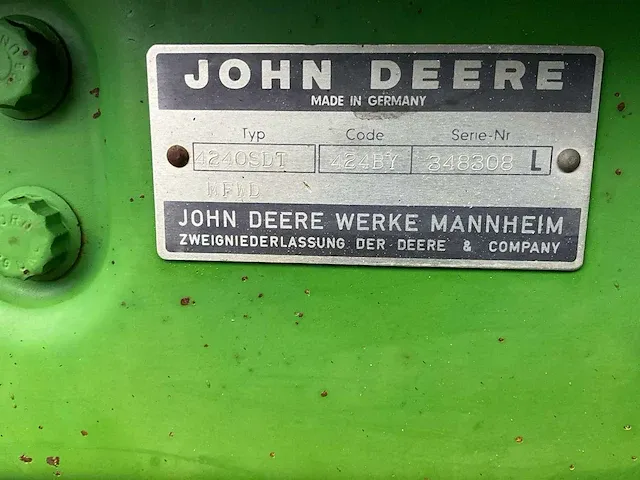 JOHN DEERE
MADE IN GERMANY
Typ Code Serie-Nr
4240SDT 424BY 348308 L
MFWD
JOHN DEERE WERKE MANNHEIM
ZWEIGNIEDERLASSUNG DER DEERE & COMPANY